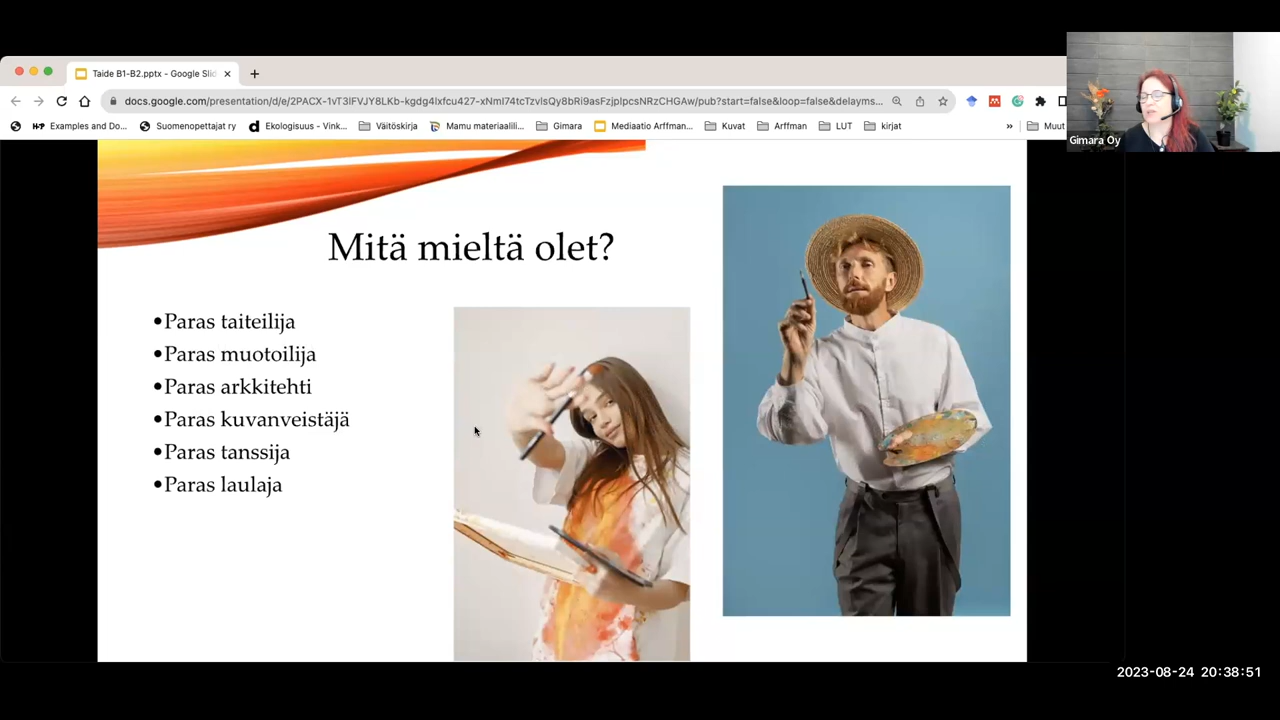 Taide B1-B2.pptx - Google Slid
docs.google.com/presentation/d/e/2PACX-1vT3lFVJY8LKb-kgdg4lxfcu427-xNmI74tcTzvlsQy8bRi9asFzjplpcsNRzCHGAw/pub?start=false&loop=false&delayms...
Examples and Do...
Suomenopettajat ry
Ekologisuus - Vink...
Väitöskirja
Mamu materiaalili...
Gimara
Mediaatio Arffman...
Kuvat
Arffman
LUT
kirjat
»
Muut
Gimara Oy
Mitä mieltä olet?
•Paras taiteilija
•Paras muotoilija
•Paras arkkitehti
•Paras kuvanveistäjä
•Paras tanssija
•Paras laulaja
2023-08-24 20:38:51